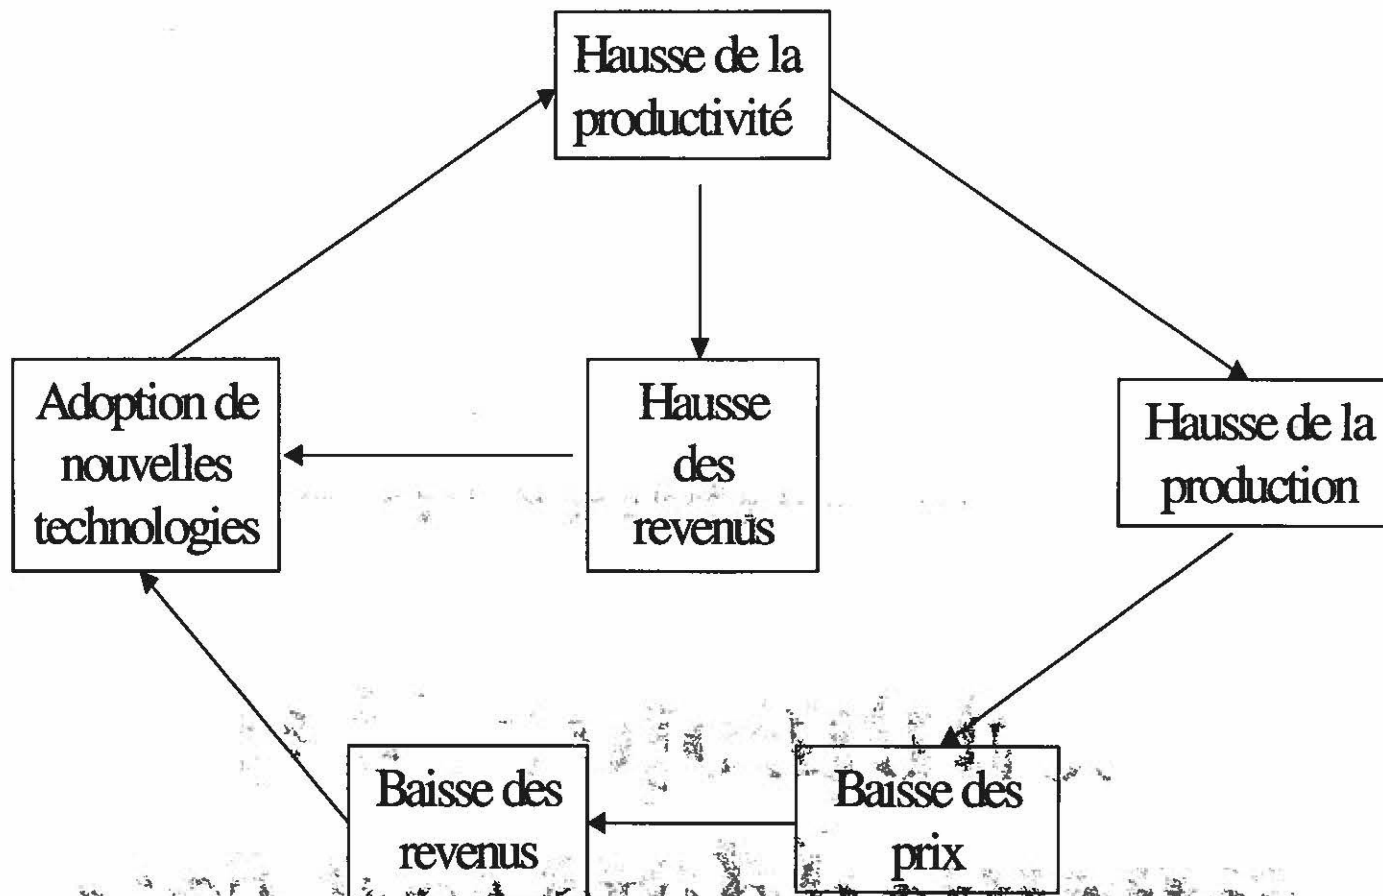 Hausse de la
productivité
Adoption de
nouvelles
technologies
Hausse
des
revenus
Hausse de la
production
Baisse des
revenus
Baisse des
prix